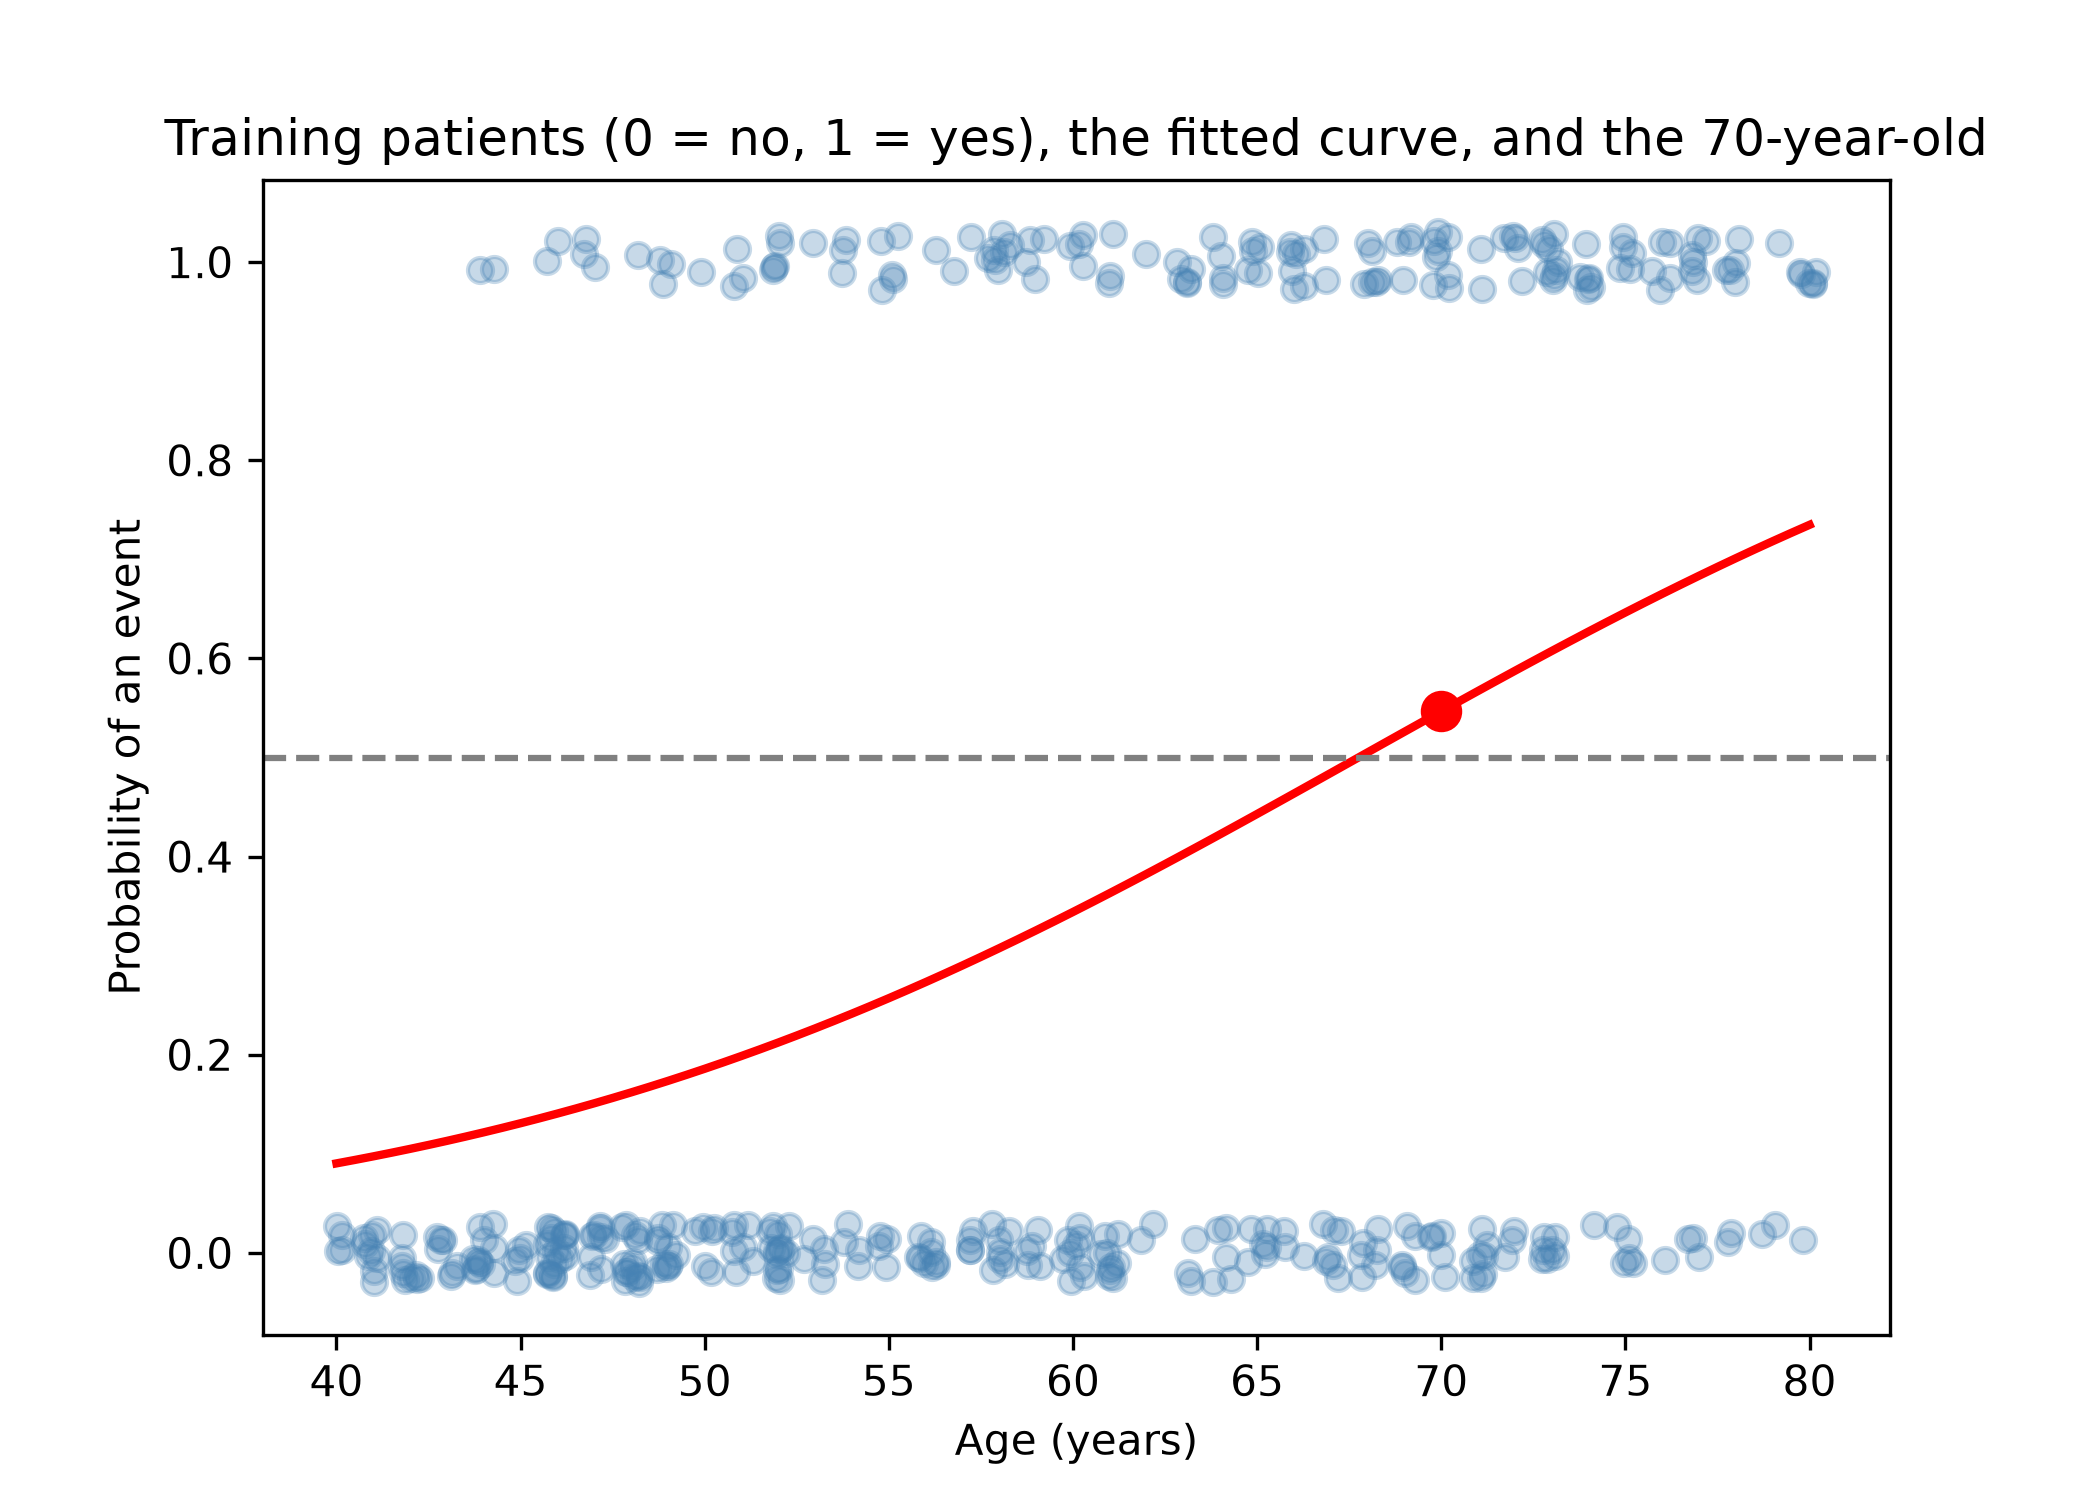 Training patients (0 = no, 1 = yes), the fitted curve, and the 70-year-old
1.0
0.8
0.6
0.4
0.2
0.0
Probability of an event
40 45 50 55 60 65 70 75 80
Age (years)